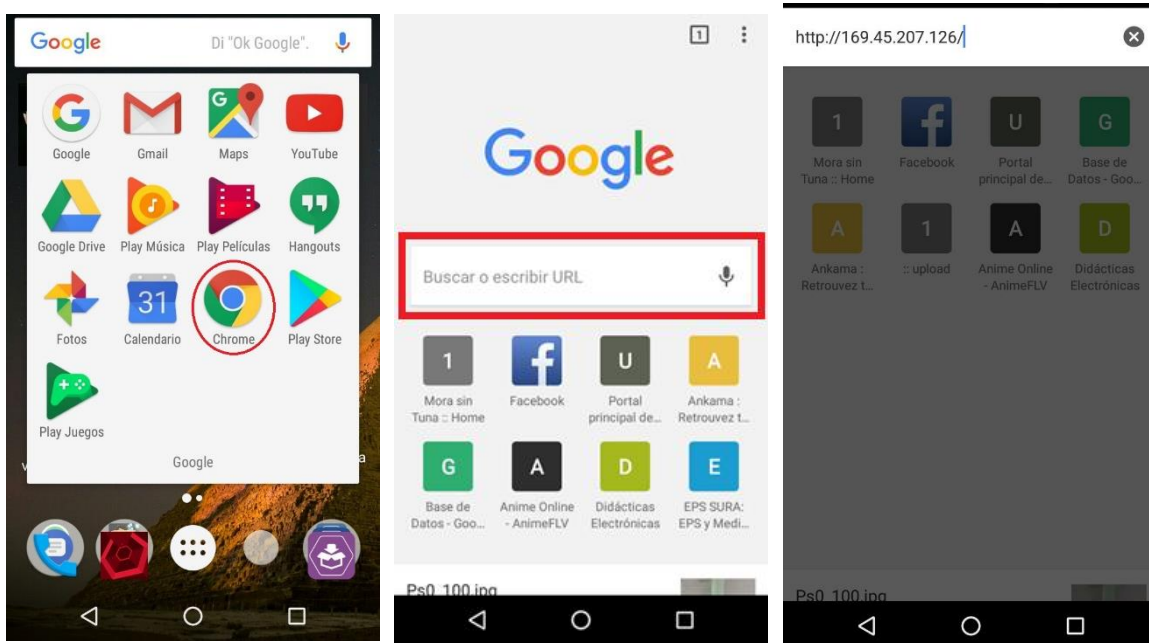 Google
Di "Ok Google".
G
Google
Gmail
G
Maps
YouTube
Google Drive
Play Música
Play Películas
Hangouts
31
Fotos
Calendario
Chrome
Play Store
Play Juegos
Google
1
Google
Buscar o escribir URL
1
f
U
A
Mora sin
Facebook
Portal
Ankama :
Tuna :: Home
principal de...
Retrouvez t...
G
A
D
E
Base de
Anime Online
Didácticas
EPS SURA:
Datos - Goo...
- AnimeFLV
Electrónicas
EPS y Medi...
Ps0_100.jpg
http://169.45.207.126/
1
f
U
G
Mora sin
Facebook
Portal
Base de
Tuna :: Home
principal de...
Datos - Goo...
A
1
A
D
Ankama :
:: upload
Anime Online
Didácticas
Retrouvez t...
- AnimeFLV
Electrónicas
Ps0_100.jpg